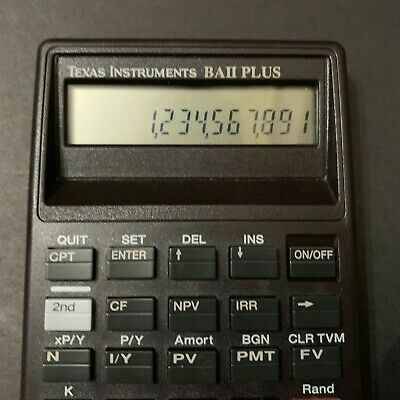 TEXAS INSTRUMENTS BAII PLUS
1,234,567,891
QUIT SET DEL INS
CPT ENTER ↑ ↓ ON/OFF
2nd CF NPV IRR →
xP/Y P/Y Amort BGN CLR TVM
N I/Y PV PMT FV
K Rand